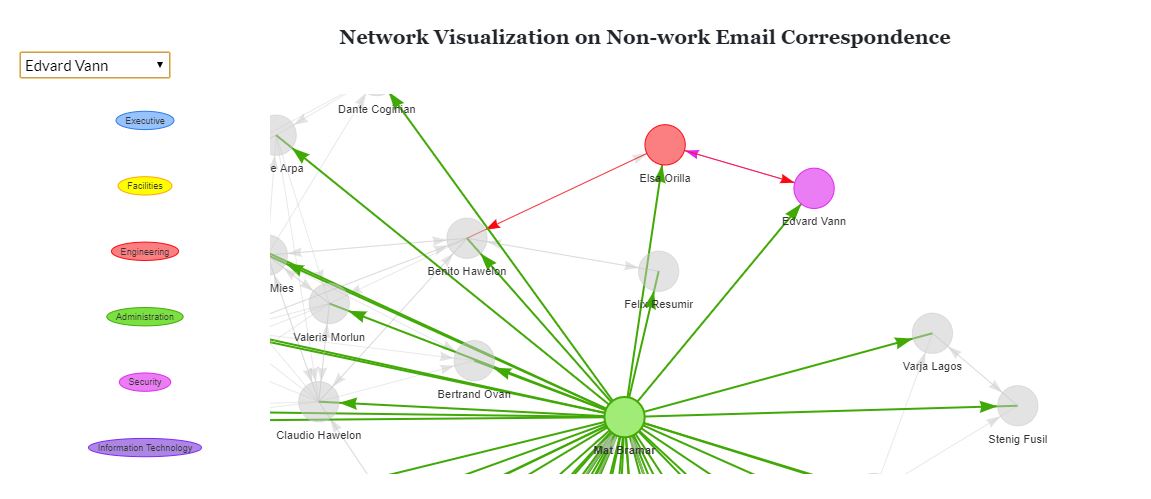 Network Visualization on Non-work Email Correspondence
Edvard Vann
Executive
Facilities
Engineering
Administration
Security
Information Technology
Dante Coginian
e Arpa
Elsa Orilla
Edvard Vann
Benito Hawelon
Mies
Felix Resumir
Valeria Morlun
Varja Lagos
Bertrand Ovan
Claudio Hawelon
Stenig Fusil
Mat Bramar